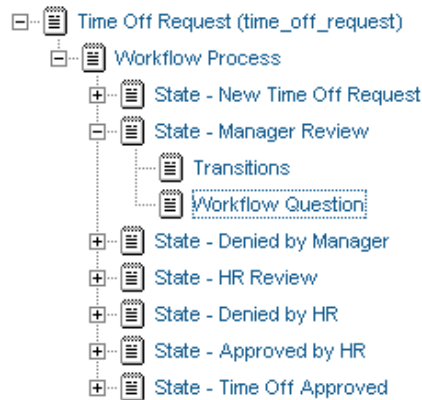 Time Off Request (time_off_request)
Workflow Process
State - New Time Off Request
State - Manager Review
Transitions
Workflow Question
State - Denied by Manager
State - HR Review
State - Denied by HR
State - Approved by HR
State - Time Off Approved